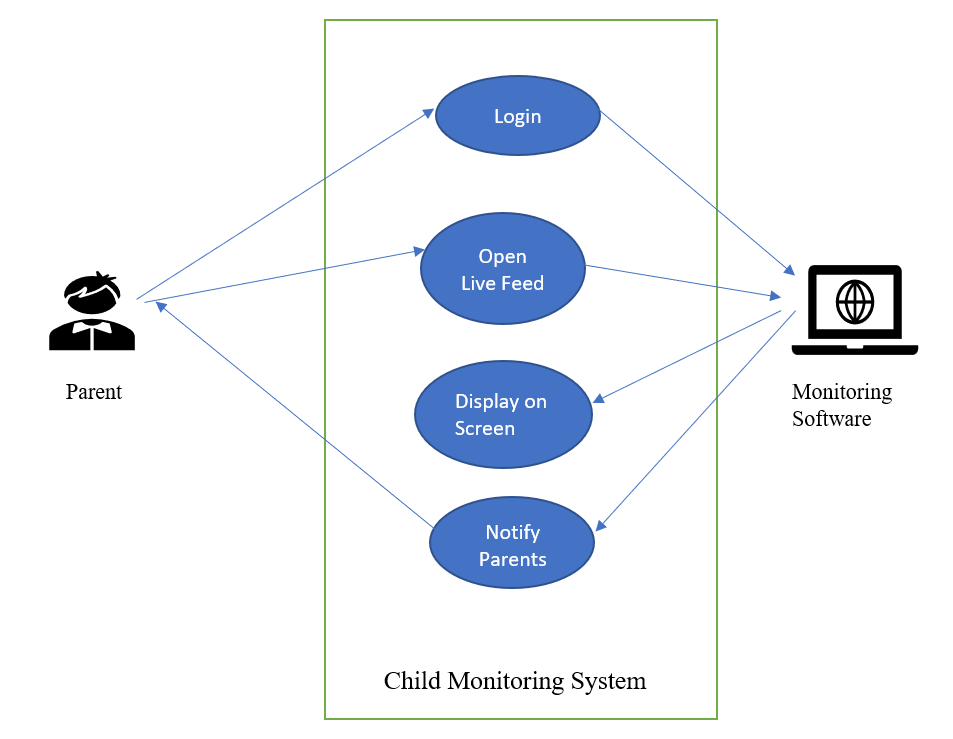 Login
Open
Live Feed
Display on
Screen
Notify
Parents
Parent
Monitoring
Software
Child Monitoring System